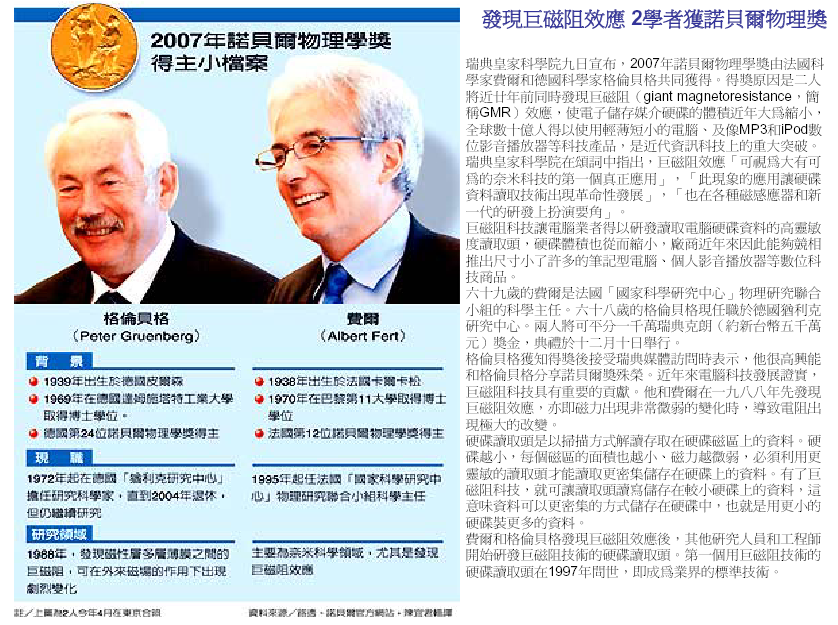 2007年諾貝爾物理學獎
得主小檔案
格倫貝格
(Peter Gruenberg)
費爾
(Albert Fert)
背 景
1939年出生於德國皮爾森
1969年在德國達姆施塔特工業大學
取得博士學位。
德國第24位諾貝爾物理學獎得主
1938年出生於法國卡爾卡松
1970年在巴黎第11大學取得博士
學位
法國第12位諾貝爾物理學獎得主
現 職
1972年起在德國「猶利克研究中心」
擔任研究科學家,直到2004年退休,
但仍繼續研究
1995年起任法國「國家科學研究中
心」物理研究聯合小組科學主任
研究領域
1988年,發現磁性層多層薄膜之間的
巨磁阻,可在外來磁場的作用下出現
劇烈變化
主要為奈米科學領域,尤其是發現
巨磁阻效應
註╱上圖為2人今年4月在東京合照
資料來源╱路透、諾貝爾官方網站、陳宜君輯譯
發現巨磁阻效應 2學者獲諾貝爾物理獎
瑞典皇家科學院九日宣布,2007年諾貝爾物理學獎由法國科
學家費爾和德國科學家格倫貝格共同獲得。得獎原因是二人
將近廿年前同時發現巨磁阻(giant magnetoresistance,簡
稱GMR)效應,使電子儲存媒介硬碟的體積近年大為縮小,
全球數十億人得以使用輕薄短小的電腦、及像MP3和iPod數
位影音播放器等科技產品,是近代資訊科技上的重大突破。
瑞典皇家科學院在頌詞中指出,巨磁阻效應「可視為大有可
為的奈米科技的第一個真正應用」,「此現象的應用讓硬碟
資料讀取技術出現革命性發展」,「也在各種磁感應器和新
一代的研發上扮演要角」。
巨磁阻科技讓電腦業者得以研發讀取電腦硬碟資料的高靈敏
度讀取頭,硬碟體積也從而縮小,廠商近年來因此能夠競相
推出尺寸小了許多的筆記型電腦、個人影音播放器等數位科
技商品。
六十九歲的費爾是法國「國家科學研究中心」物理研究聯合
小組的科學主任。六十八歲的格倫貝格現任職於德國猶利克
研究中心。兩人將可平分一千萬瑞典克朗(約新台幣五千萬
元)獎金,典禮於十二月十日舉行。
格倫貝格獲知得獎後接受瑞典媒體訪問時表示,他很高興能
和格倫貝格分享諾貝爾獎殊榮。近年來電腦科技發展證實,
巨磁阻科技具有重要的貢獻。他和費爾在一九八八年先發現
巨磁阻效應,亦即磁力出現非常微弱的變化時,導致電阻出
現極大的改變。
硬碟讀取頭是以掃描方式解讀存取在硬碟磁區上的資料。硬
碟越小,每個磁區的面積也越小、磁力越微弱,必須利用更
靈敏的讀取頭才能讀取更密集儲存在硬碟上的資料。有了巨
磁阻科技,就可讓讀取頭讀寫儲存在較小硬碟上的資料,這
意味資料可以更密集的方式儲存在硬碟中,也就是用更小的
硬碟裝更多的資料。
費爾和格倫貝格發現巨磁阻效應後,其他研究人員和工程師
開始研發巨磁阻技術的硬碟讀取頭。第一個用巨磁阻技術的
硬碟讀取頭在1997年問世,即成為業界的標準技術。